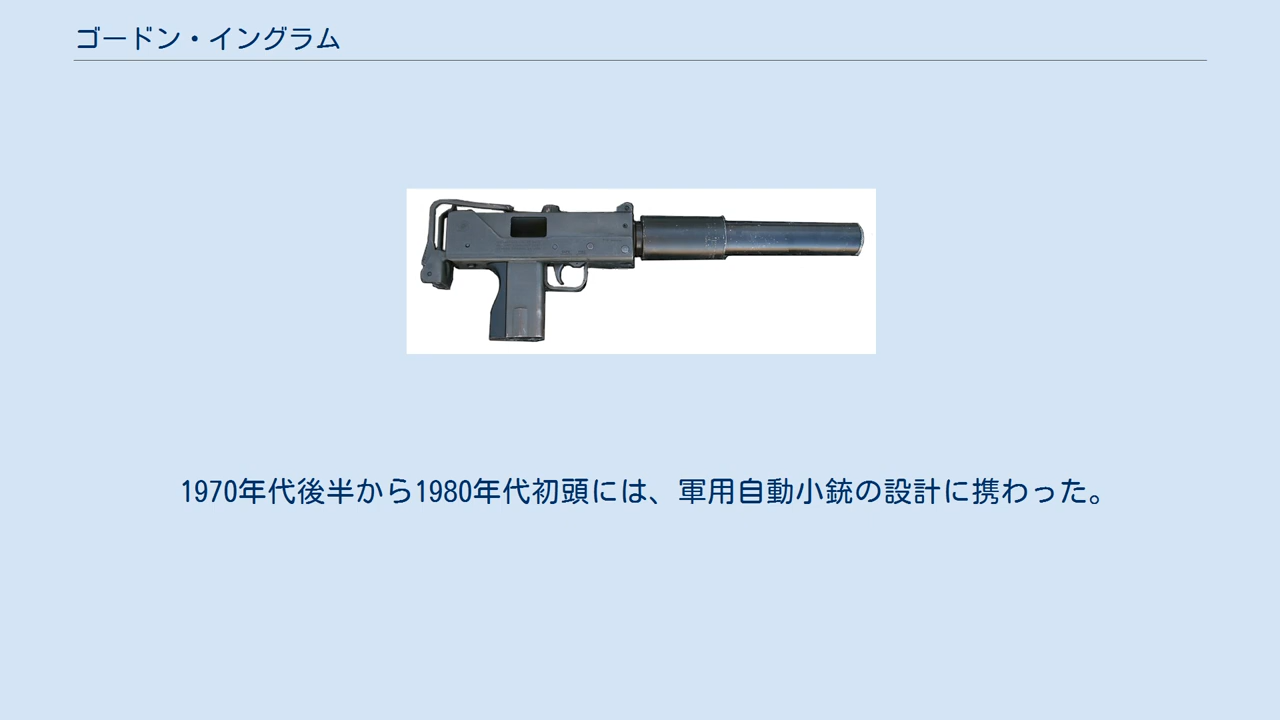 ゴードン・イングラム
1970年代後半から1980年代初頭には、軍用自動小銃の設計に携わった。